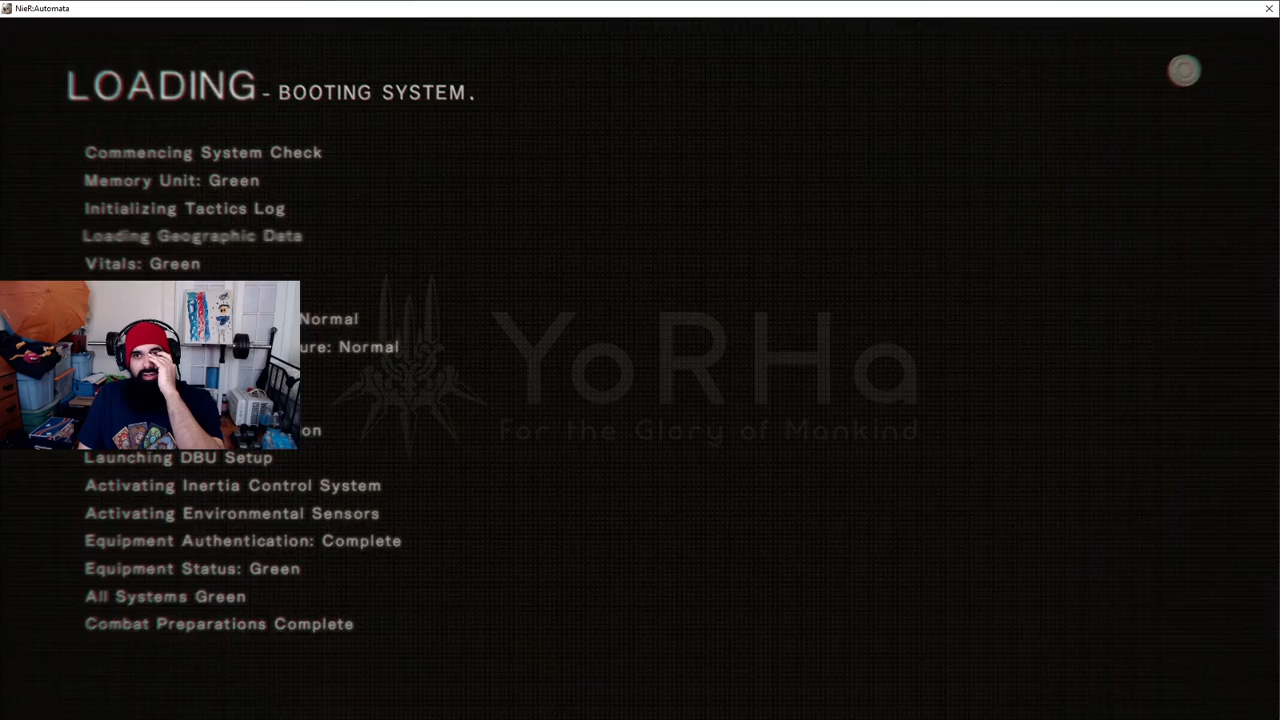 NieR:Automata
LOADING - BOOTING SYSTEM.
Commencing System Check
Memory Unit: Green
Initializing Tactics Log
Loading Geographic Data
Vitals: Green
Normal
ure: Normal
on
Launching DBU Setup
Activating Inertia Control System
Activating Environmental Sensors
Equipment Authentication: Complete
Equipment Status: Green
All Systems Green
Combat Preparations Complete
YoRHa
For the Glory of Mankind